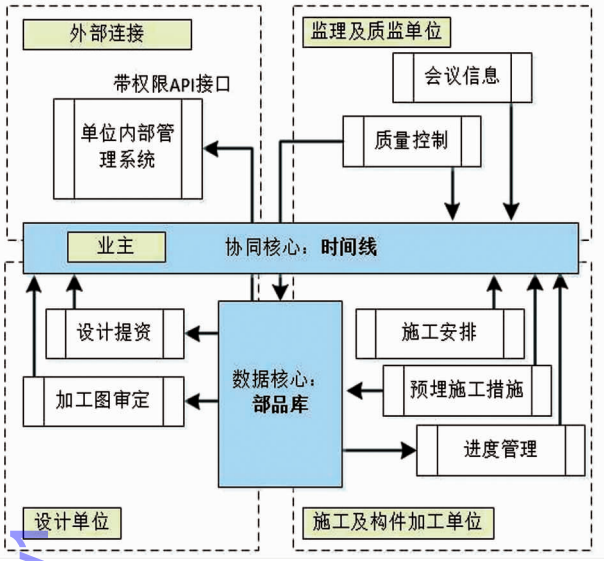 外部连接
监理及质监单位
带权限API接口
会议信息
单位内部管
理系统
质量控制
业主
协同核心：时间线
设计提资
施工安排
数据核心：
部品库
加工图审定
预埋施工措施
进度管理
设计单位
施工及构件加工单位